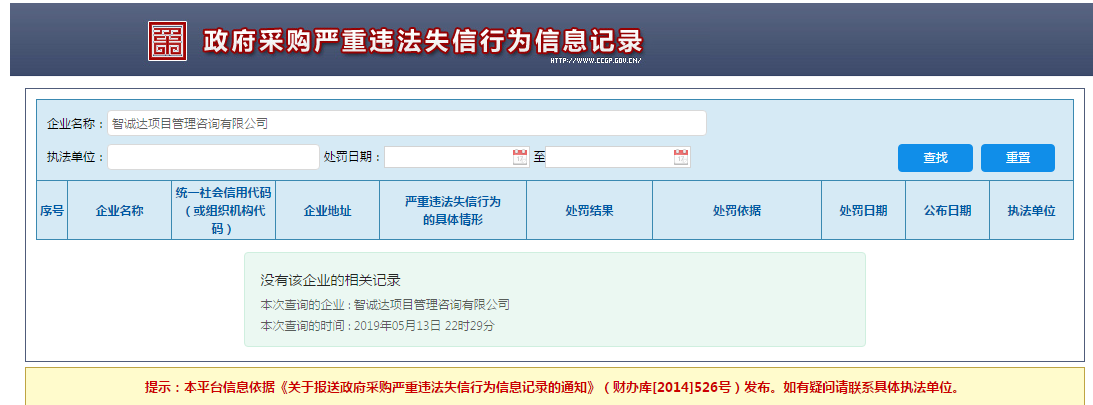 政府采购严重违法失信行为信息记录
HTTP://WWW.CCGP.GOV.CN/
企业名称：智诚达项目管理咨询有限公司
执法单位： 处罚日期： 至 查找 重置
序号 企业名称 统一社会信用代码（或组织机构代码） 企业地址 严重违法失信行为的具体情形 处罚结果 处罚依据 处罚日期 公布日期 执法单位
没有该企业的相关记录
本次查询的企业：智诚达项目管理咨询有限公司
本次查询的时间：2019年05月13日 22时29分
提示：本平台信息依据《关于报送政府采购严重违法失信行为信息记录的通知》（财办库[2014]526号）发布。如有疑问请联系具体执法单位。